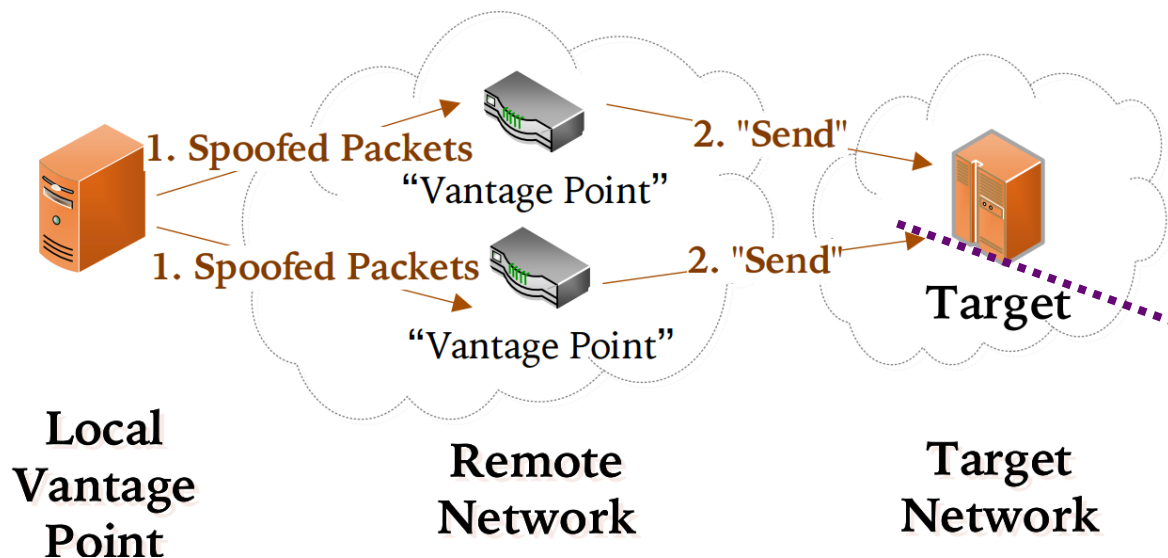 1. Spoofed Packets
2. "Send"
“Vantage Point”
1. Spoofed Packets
2. "Send"
“Vantage Point”
Target
Local
Vantage
Point
Remote
Network
Target
Network